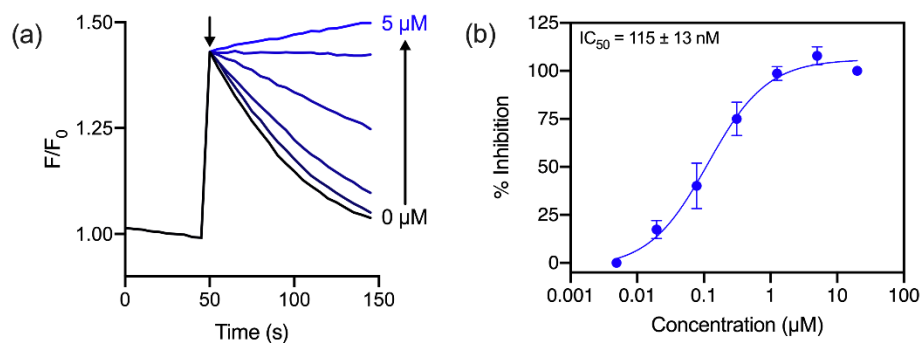 (a)
1.50
1.25
1.00
F/F0
0
50
100
150
Time (s)
5 µM
0 µM
(b)
IC50 = 115 ± 13 nM
125
100
75
50
25
0
% Inhibition
0.001
0.01
0.1
1
10
100
Concentration (µM)